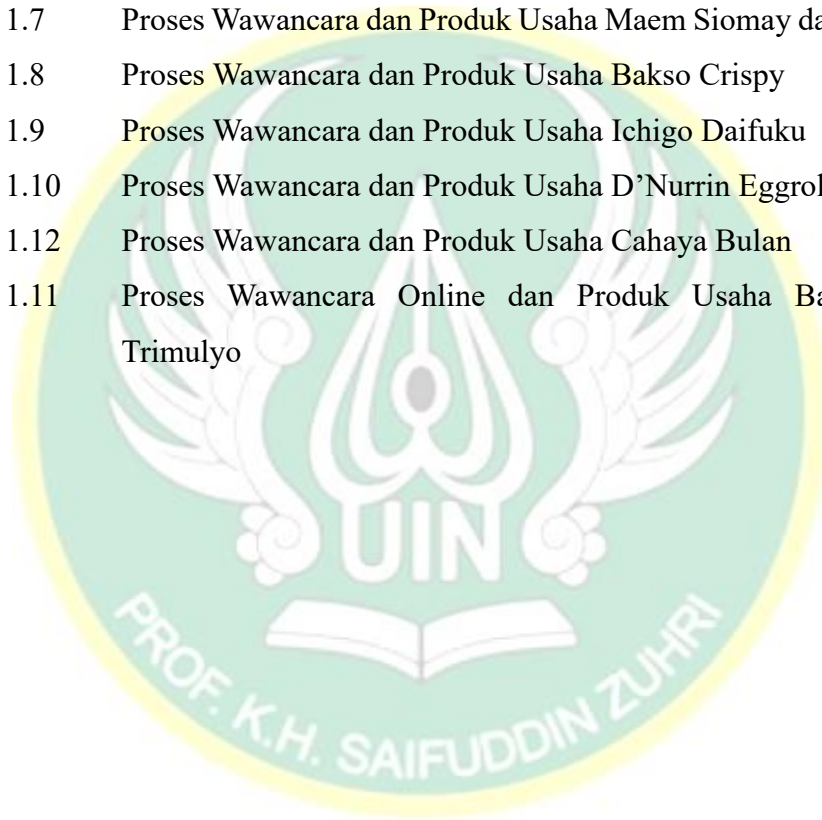 1.7 Proses Wawancara dan Produk Usaha Maem Siomay
1.8 Proses Wawancara dan Produk Usaha Bakso Crispy
1.9 Proses Wawancara dan Produk Usaha Ichigo Daifuku
1.10 Proses Wawancara dan Produk Usaha D’Nurrin
1.12 Proses Wawancara dan Produk Usaha Cahaya Bulan
1.11 Proses Wawancara Online dan Produk Usaha
Trimulyo
UIN
PROF. K.H. SAIFUDDIN ZUHRI